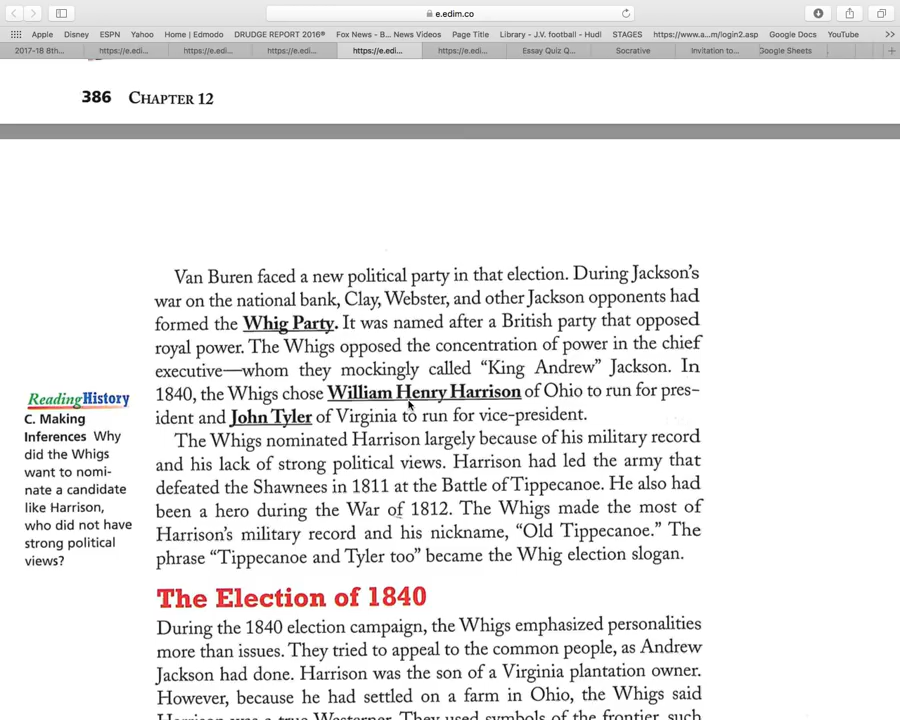 e.edim.co
Apple Disney ESPN Yahoo Home | Edmodo DRUDGE REPORT 2016® Fox News - B... News Videos Page Title Library - J.V. football - Hudl STAGES https://www.a...m/login2.asp Google Docs YouTube >>
2017-18 8th... https://e.edi... https://e.edi... https://e.edi... https://e.edi... https://e.edi... Essay Quiz Q... Socrative Invitation to... Google Sheets +
386 CHAPTER 12
Van Buren faced a new political party in that election. During Jackson's
war on the national bank, Clay, Webster, and other Jackson opponents had
formed the Whig Party. It was named after a British party that opposed
royal power. The Whigs opposed the concentration of power in the chief
executive—whom they mockingly called "King Andrew" Jackson. In
1840, the Whigs chose William Henry Harrison of Ohio to run for pres-
ident and John Tyler of Virginia to run for vice-president.
The Whigs nominated Harrison largely because of his military record
and his lack of strong political views. Harrison had led the army that
defeated the Shawnees in 1811 at the Battle of Tippecanoe. He also had
been a hero during the War of 1812. The Whigs made the most of
Harrison's military record and his nickname, "Old Tippecanoe." The
phrase "Tippecanoe and Tyler too" became the Whig election slogan.
ReadingHistory
C. Making
Inferences Why
did the Whigs
want to nomi-
nate a candidate
like Harrison,
who did not have
strong political
views?
The Election of 1840
During the 1840 election campaign, the Whigs emphasized personalities
more than issues. They tried to appeal to the common people, as Andrew
Jackson had done. Harrison was the son of a Virginia plantation owner.
However, because he had settled on a farm in Ohio, the Whigs said
Harrison was a true Westerner. They used symbols of the frontier, such